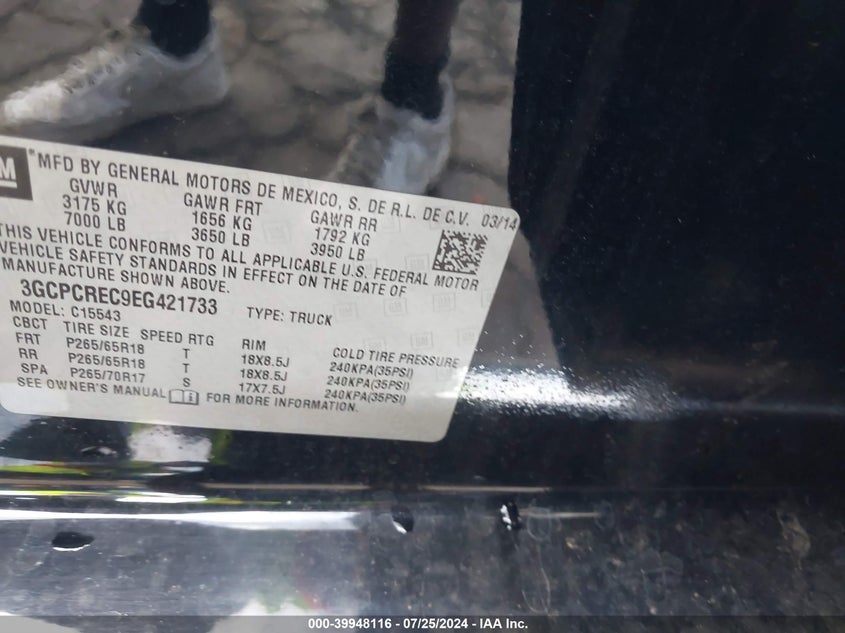 GM
MFD BY GENERAL MOTORS DE MEXICO, S. DE R.L. DE C.V. 03/14
GVWR GAWR FRT GAWR RR
3175 KG 1656 KG 1792 KG
7000 LB 3650 LB 3950 LB
THIS VEHICLE CONFORMS TO ALL APPLICABLE U.S. FEDERAL MOTOR
VEHICLE SAFETY STANDARDS IN EFFECT ON THE DATE OF
MANUFACTURE SHOWN ABOVE.
3GCPCREC9EG421733 TYPE: TRUCK
MODEL: C15543
CBCT TIRE SIZE SPEED RTG RIM COLD TIRE PRESSURE
FRT P265/65R18 T 18X8.5J 240KPA(35PSI)
RR P265/65R18 T 18X8.5J 240KPA(35PSI)
SPA P265/70R17 S 17X7.5J 240KPA(35PSI)
SEE OWNER'S MANUAL FOR MORE INFORMATION.
000-39948116 - 07/25/2024 - IAA Inc.